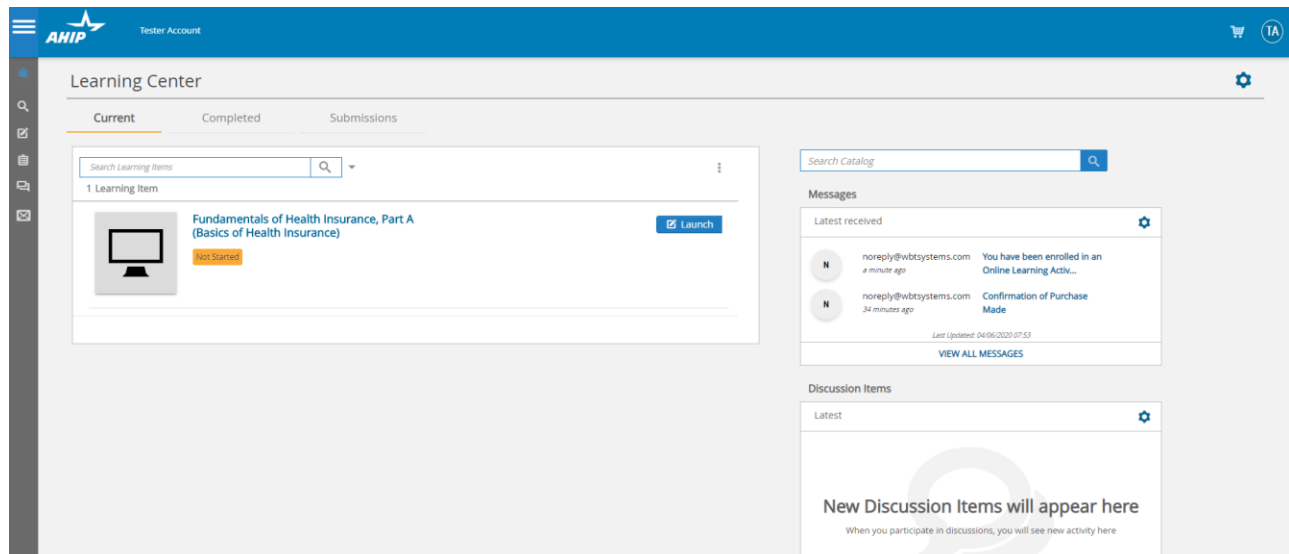 AHIP
Tester Account
TA
Learning Center
Current
Completed
Submissions
Search Learning Items
1 Learning Item
Fundamentals of Health Insurance, Part A
(Basics of Health Insurance)
Launch
Not Started
Search Catalog
Messages
Latest received
N
noreply@wbtsystems.com
a minute ago
You have been enrolled in an
Online Learning Activ...
N
noreply@wbtsystems.com
34 minutes ago
Confirmation of Purchase
Made
Last Updated: 04/06/2020 07:53
VIEW ALL MESSAGES
Discussion Items
Latest
New Discussion Items will appear here
When you participate in discussions, you will see new activity here